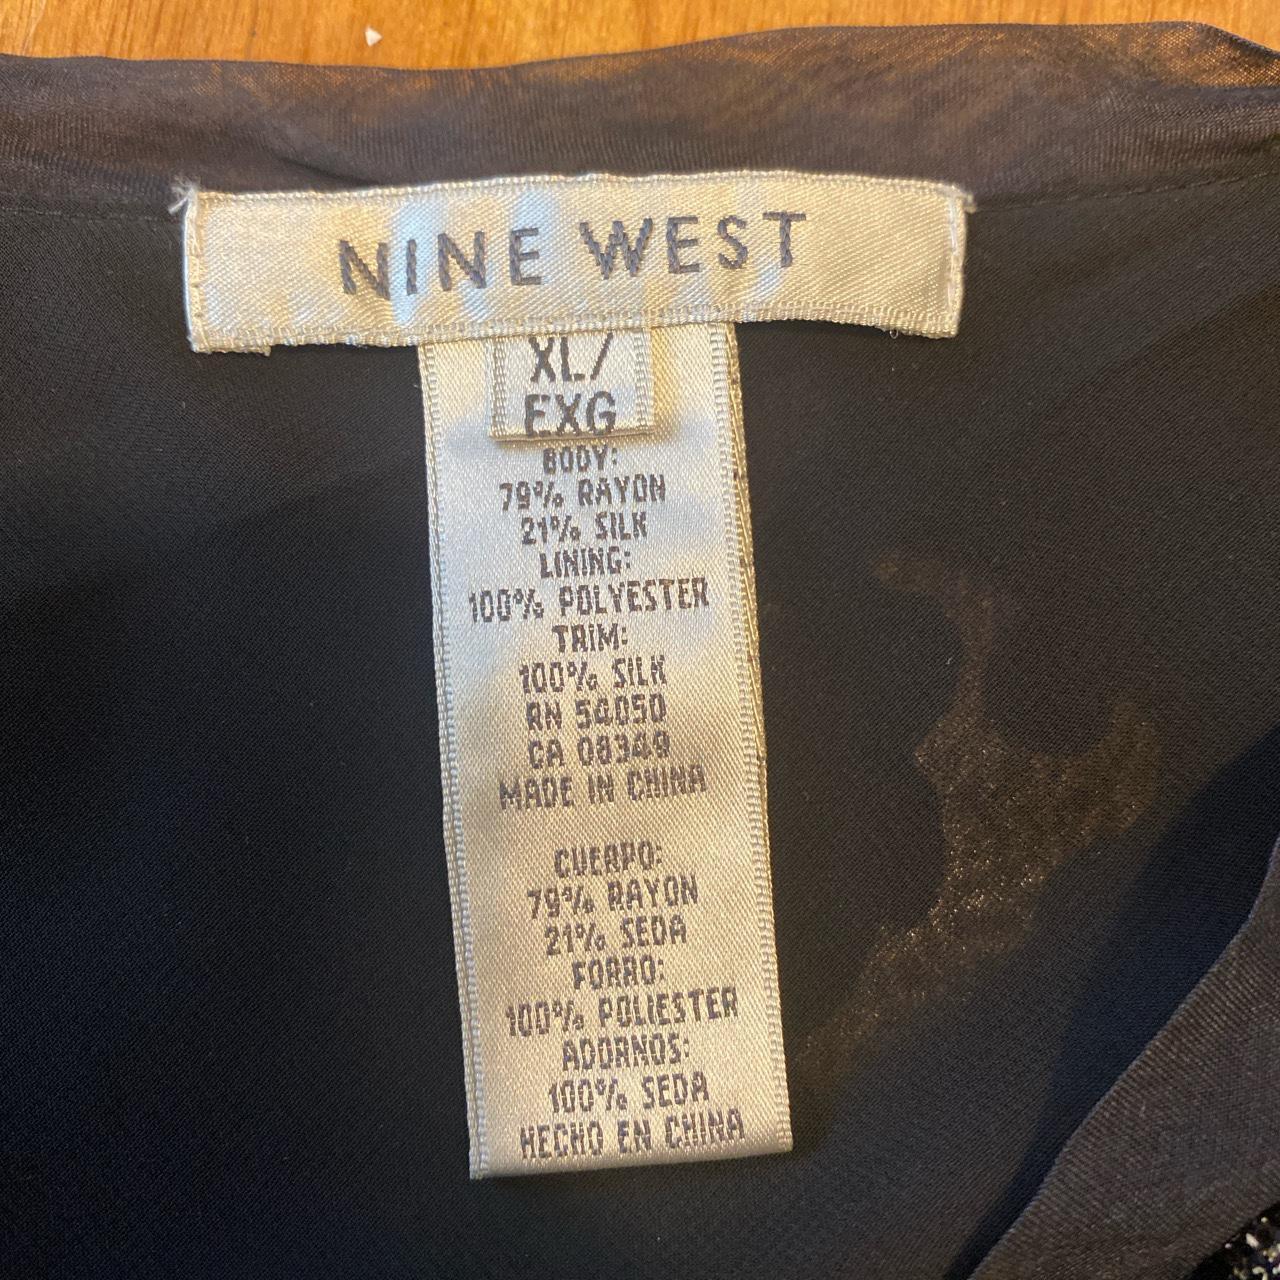 NINE WEST
XL/
EXG
BODY:
79% RAYON
21% SILK
LINING:
100% POLYESTER
TRIM:
100% SILK
RN 54050
CA 08349
MADE IN CHINA
CUERPO:
79% RAYON
21% SEDA
FORRO:
100% POLIESTER
ADORNOS:
100% SEDA
HECHO EN CHINA